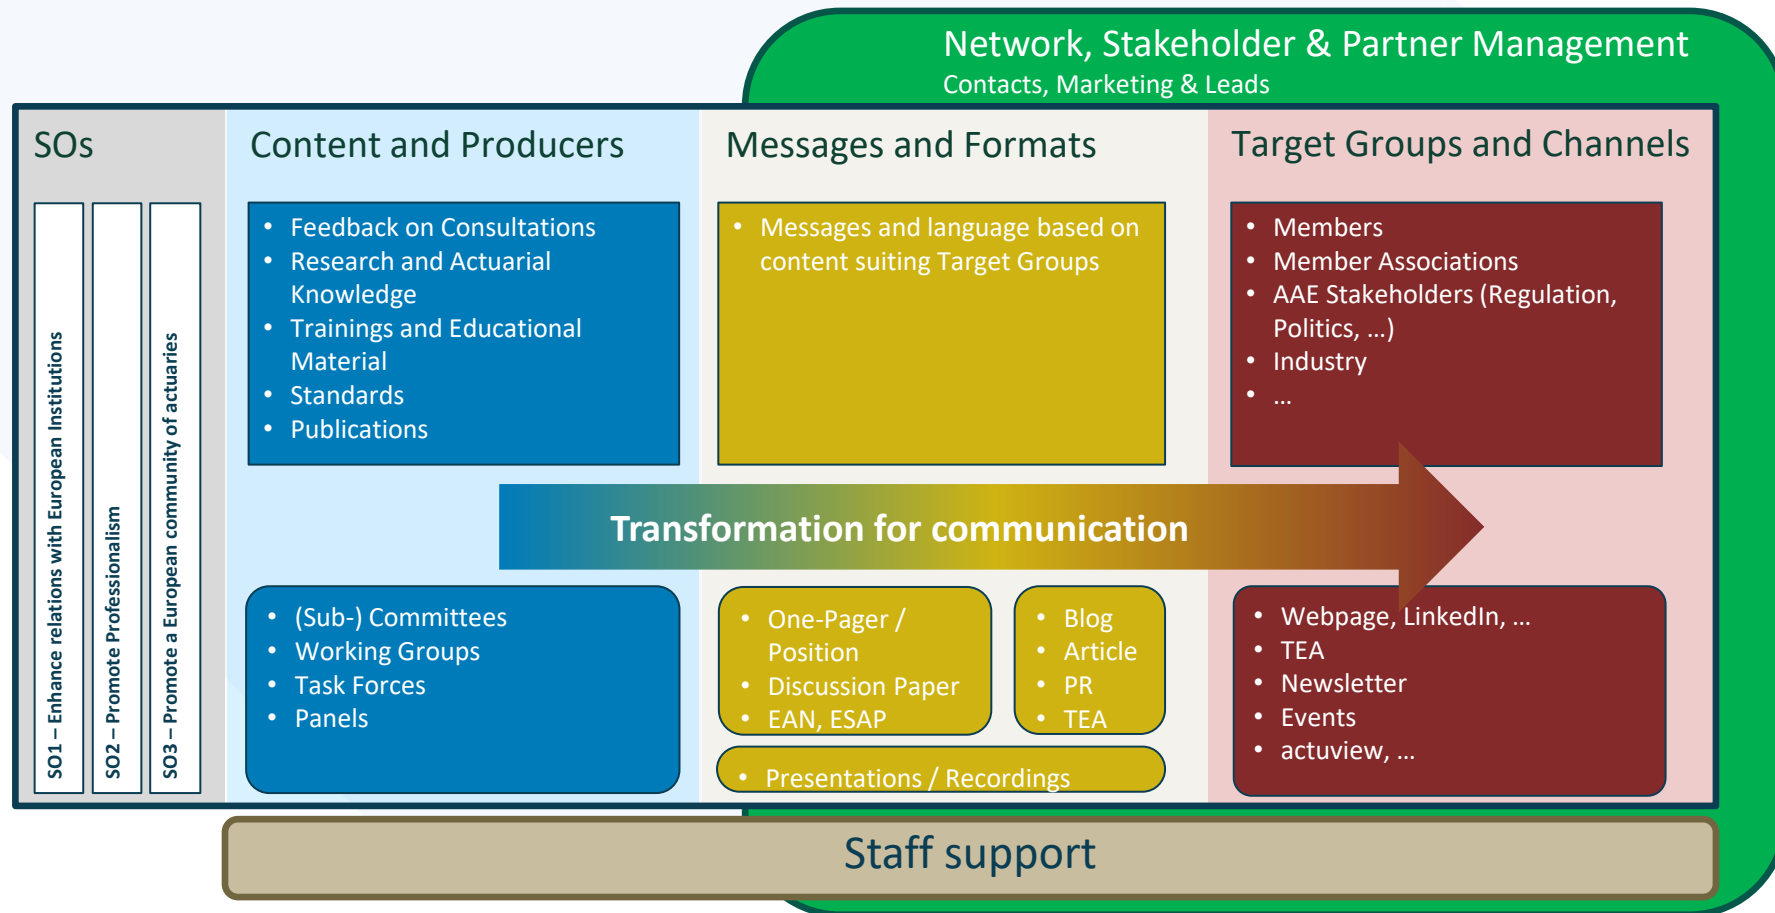 Network, Stakeholder & Partner Management
Contacts, Marketing & Leads
SOs
SO1 – Enhance relations with European Institutions
SO2 – Promote Professionalism
SO3 – Promote a European community of actuaries
Content and Producers
• Feedback on Consultations
• Research and Actuarial
Knowledge
• Trainings and Educational
Material
• Standards
• Publications
Messages and Formats
• Messages and language based on
content suiting Target Groups
Target Groups and Channels
• Members
• Member Associations
• AAE Stakeholders (Regulation,
Politics, …)
• Industry
• …
Transformation for communication
• (Sub-) Committees
• Working Groups
• Task Forces
• Panels
• One-Pager /
Position
• Discussion Paper
• EAN, ESAP
• Blog
• Article
• PR
• TEA
• Presentations / Recordings
• Webpage, LinkedIn, …
• TEA
• Newsletter
• Events
• actuview, …
Staff support